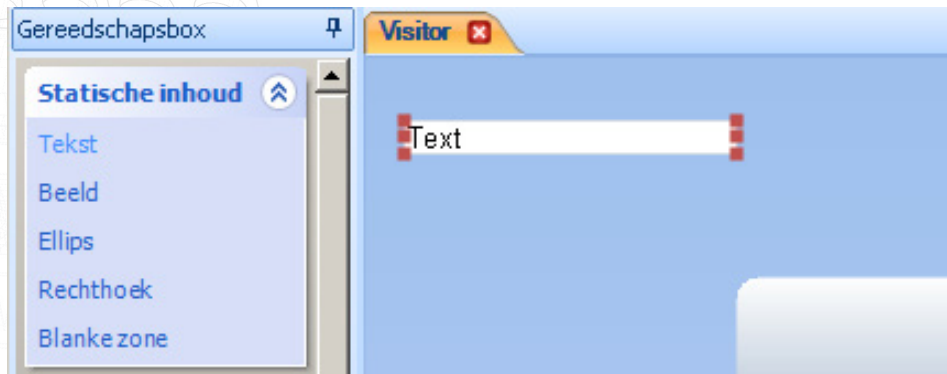 Gereedschapsbox
Visitor
Statische inhoud
Tekst
Text
Beeld
Ellips
Rechthoek
Blanke zone